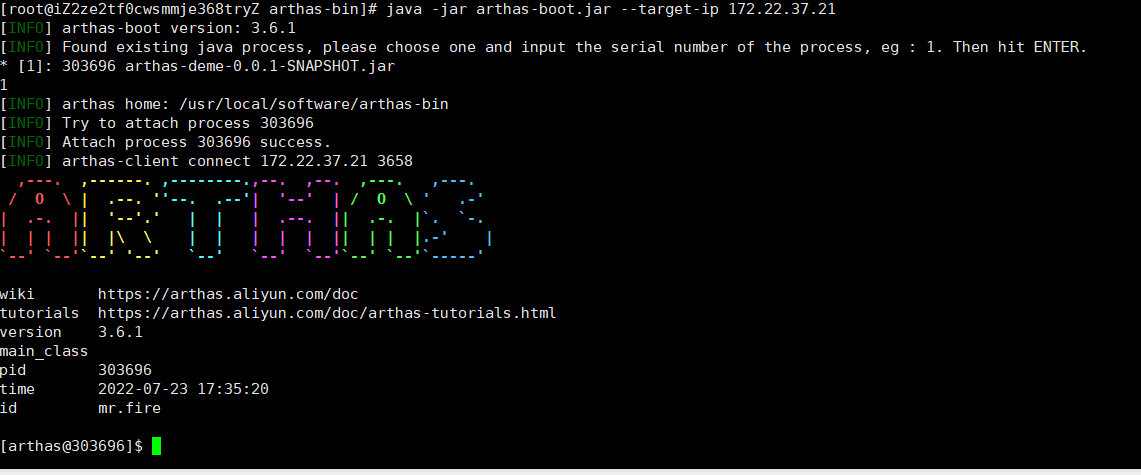 [root@iZ2ze2tf0cwsmmje368tryZ arthas-bin]# java -jar arthas-boot.jar --target-ip 172.22.37.21
[INFO] arthas-boot version: 3.6.1
[INFO] Found existing java process, please choose one and input the serial number of the process, eg : 1. Then hit ENTER.
* [1]: 303696 arthas-deme-0.0.1-SNAPSHOT.jar
1
[INFO] arthas home: /usr/local/software/arthas-bin
[INFO] Try to attach process 303696
[INFO] Attach process 303696 success.
[INFO] arthas-client connect 172.22.37.21 3658
ARTHAS
wiki https://arthas.aliyun.com/doc
tutorials https://arthas.aliyun.com/doc/arthas-tutorials.html
version 3.6.1
main_class
pid 303696
time 2022-07-23 17:35:20
id mr.fire
[arthas@303696]$